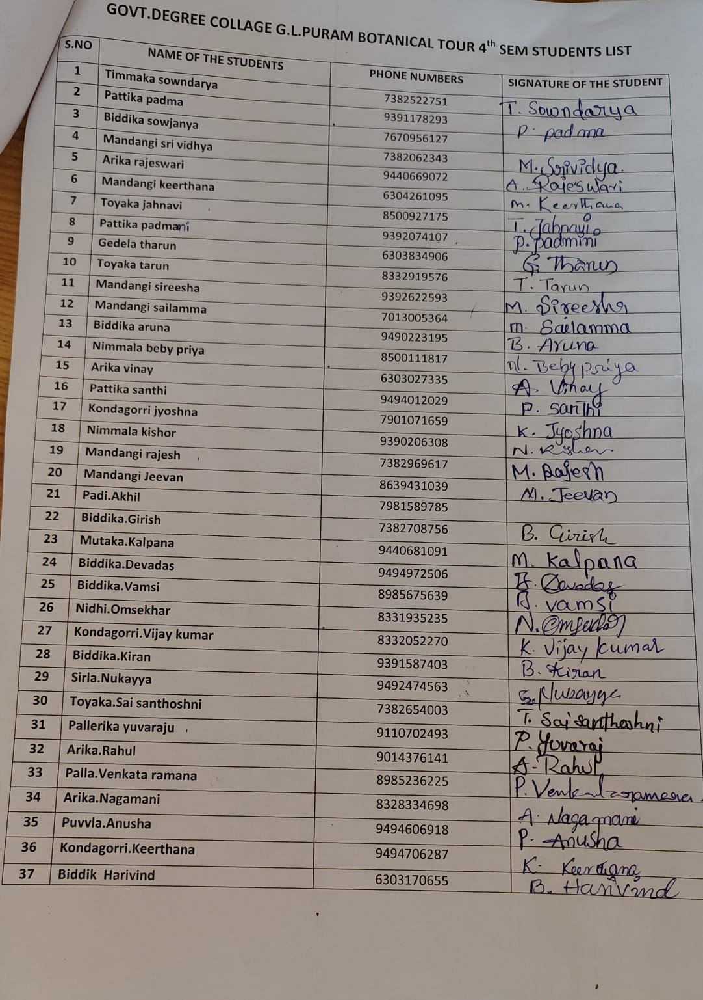 GOVT.DEGREE COLLAGE G.L.PURAM BOTANICAL TOUR 4th SEM STUDENTS LIST
S.NO NAME OF THE STUDENTS PHONE NUMBERS SIGNATURE OF THE STUDENT
1 Timmaka sowndarya 7382522751 T. Sowndarya
2 Pattika padma 9391178293 P. padma
3 Biddika sowjanya 7670956127
4 Mandangi sri vidhya 7382062343 M. Srividya.
5 Arika rajeswari 9440669072 A. Rajeswari
6 Mandangi keerthana 6304261095 m. Keerthana
7 Toyaka jahnavi 8500927175 T.
8 Pattika padmani 9392074107 P. padmini
9 Gedela tharun 6303834906 G. Tharun
10 Toyaka tarun 8332919576 T. Tarun
11 Mandangi sireesha 9392622593 M. Sireesha
12 Mandangi sailamma 7013005364 m. Sailamma
13 Biddika aruna 9490223195 B. Aruna
14 Nimmala beby priya 8500111817 N. Beby priya
15 Arika vinay 6303027335 A. Vinay
16 Pattika santhi 9494012029 P. santhi
17 Kondagorri jyoshna 7901071659 K. Jyoshna
18 Nimmala kishor 9390206308 N. Kishor.
19 Mandangi rajesh 7382969617 M. Rajesh
20 Mandangi Jeevan 8639431039 M. Jeevan
21 Padi.Akhil 7981589785
22 Biddika.Girish 7382708756 B. Girish
23 Mutaka.Kalpana 9440681091 M. Kalpana
24 Biddika.Devadas 9494972506 B. Devadas
25 Biddika.Vamsi 8985675639 B. vamsi
26 Nidhi.Omsekhar 8331935235 N.
27 Kondagorri.Vijay kumar 8332052270 K. Vijay kumar
28 Biddika.Kiran 9391587403 B. Kiran
29 Sirla.Nukayya 9492474563 S. Nukayya
30 Toyaka.Sai santhoshni 7382654003 T. Sai santhoshni
31 Pallerika yuvaraju 9110702493 P. Yuvaraj
32 Arika.Rahul 9014376141 A. Rahul
33 Palla.Venkata ramana 8985236225 P. Venkataramana
34 Arika.Nagamani 8328334698 A. Nagamani
35 Puvvla.Anusha 9494606918 P. Anusha
36 Kondagorri.Keerthana 9494706287 K. Keerthana
37 Biddik Harivind 6303170655 B. Harivind